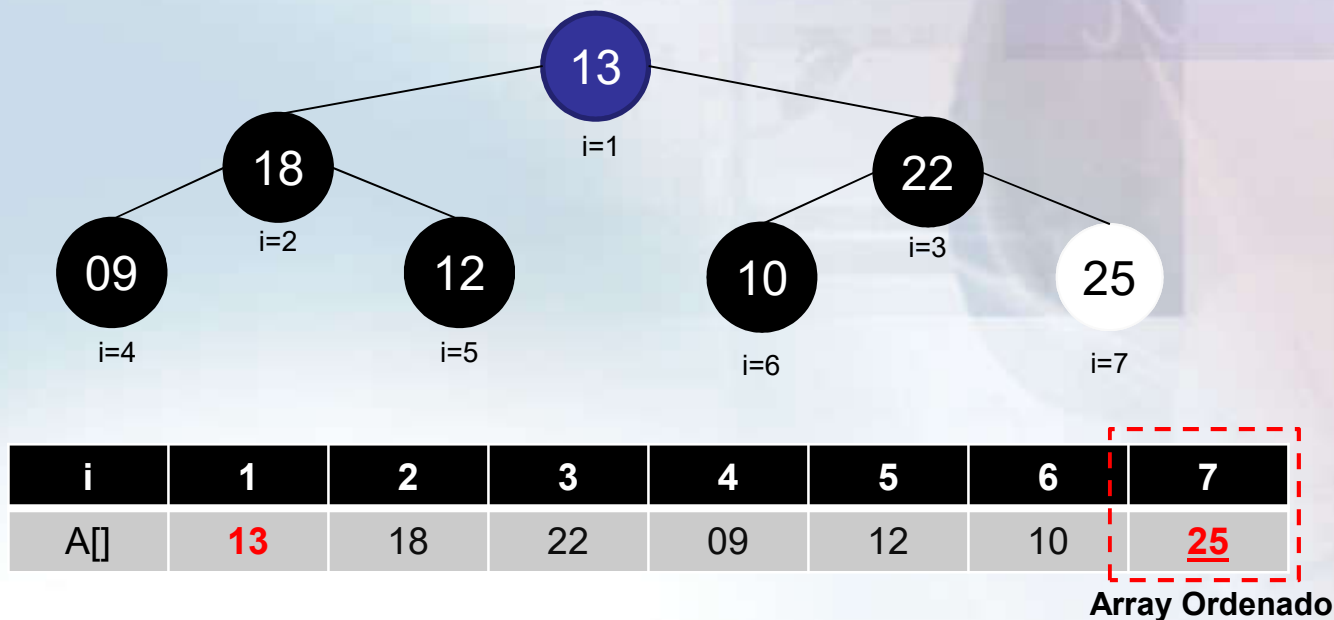 13
i=1
18
22
i=2
i=3
09
12
10
25
i=4
i=5
i=6
i=7
i 1 2 3 4 5 6 7
A[] 13 18 22 09 12 10 25
Array Ordenado